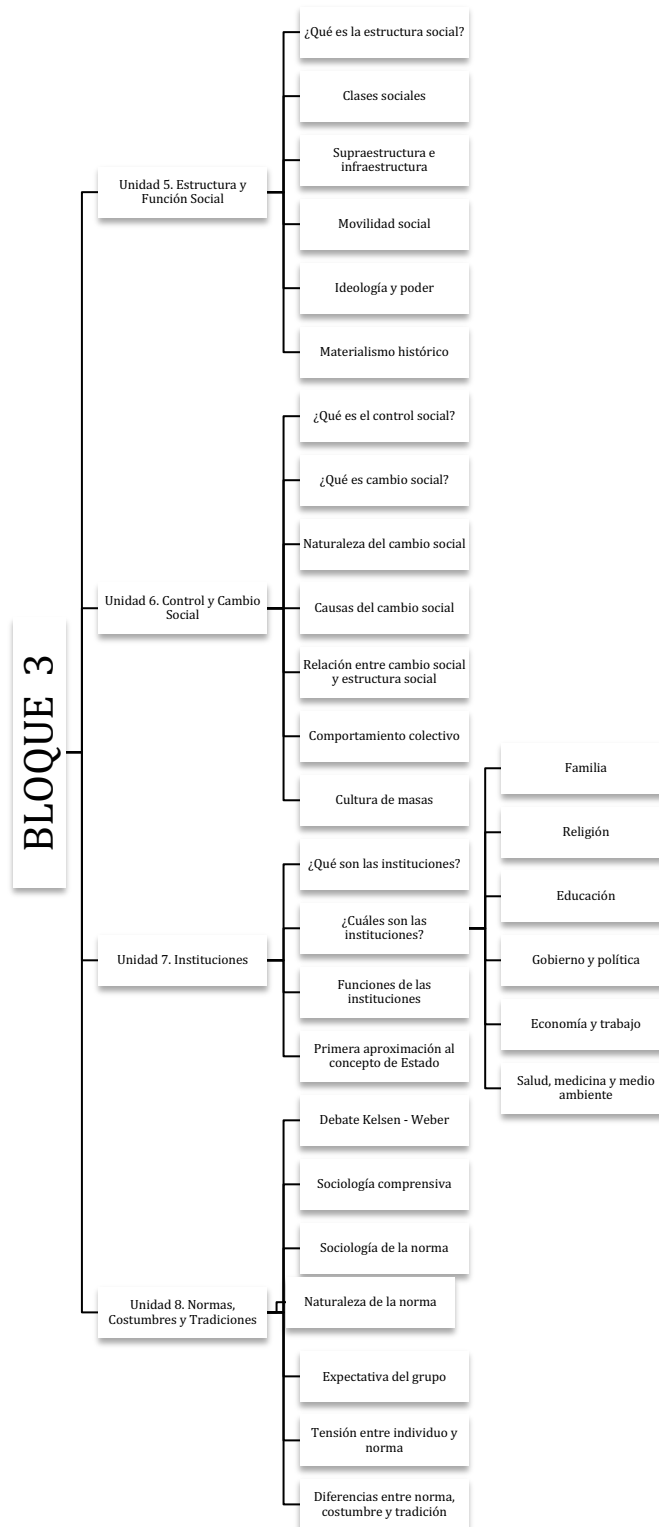 BLOQUE 3
Unidad 5. Estructura y
Función Social
¿Qué es la estructura social?
Clases sociales
Supraestructura e
infraestructura
Movilidad social
Ideología y poder
Materialismo histórico
Unidad 6. Control y Cambio
Social
¿Qué es el control social?
¿Qué es cambio social?
Naturaleza del cambio social
Causas del cambio social
Relación entre cambio social
y estructura social
Comportamiento colectivo
Cultura de masas
Unidad 7. Instituciones
¿Qué son las instituciones?
¿Cuáles son las
instituciones?
Familia
Religión
Educación
Gobierno y política
Economía y trabajo
Salud, medicina y medio
ambiente
Funciones de las
instituciones
Primera aproximación al
concepto de Estado
Unidad 8. Normas,
Costumbres y Tradiciones
Debate Kelsen - Weber
Sociología comprensiva
Sociología de la norma
Naturaleza de la norma
Expectativa del grupo
Tensión entre individuo y
norma
Diferencias entre norma,
costumbre y tradición